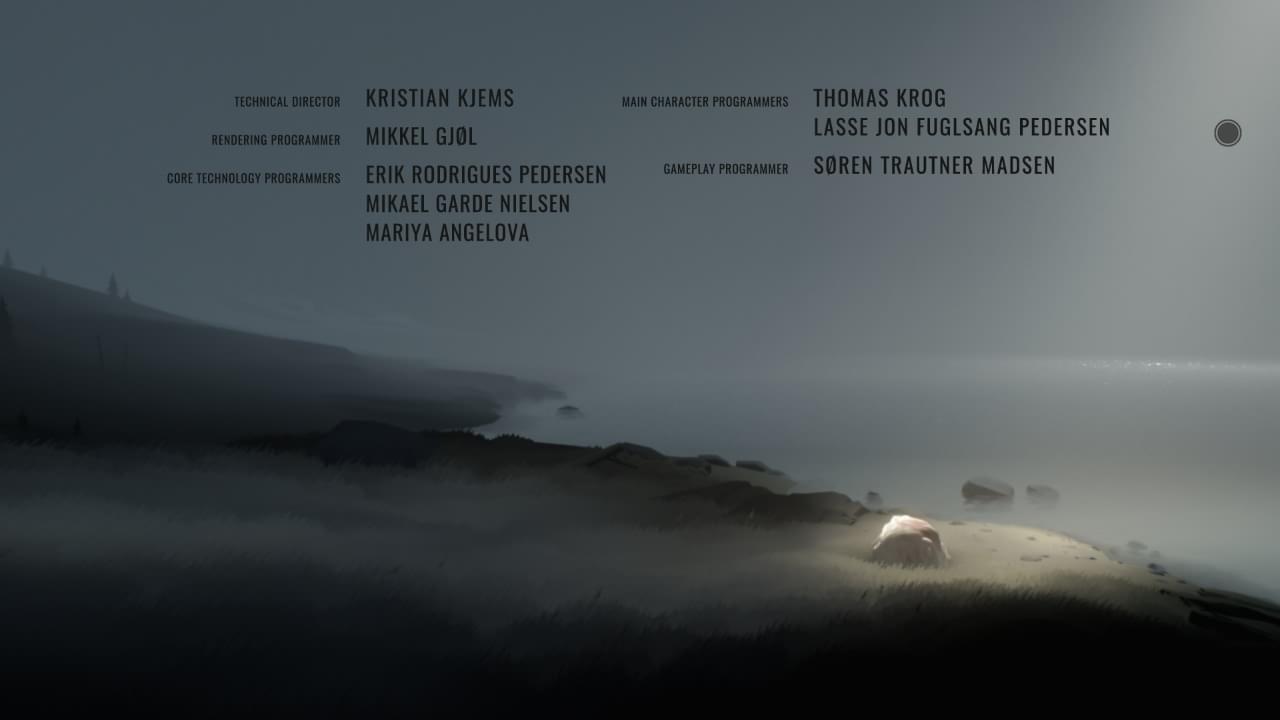 TECHNICAL DIRECTOR KRISTIAN KJEMS
RENDERING PROGRAMMER MIKKEL GJØL
CORE TECHNOLOGY PROGRAMMERS ERIK RODRIGUES PEDERSEN
MIKAEL GARDE NIELSEN
MARIYA ANGELOVA
MAIN CHARACTER PROGRAMMERS THOMAS KROG
LASSE JON FUGLSANG PEDERSEN
GAMEPLAY PROGRAMMER SØREN TRAUTNER MADSEN